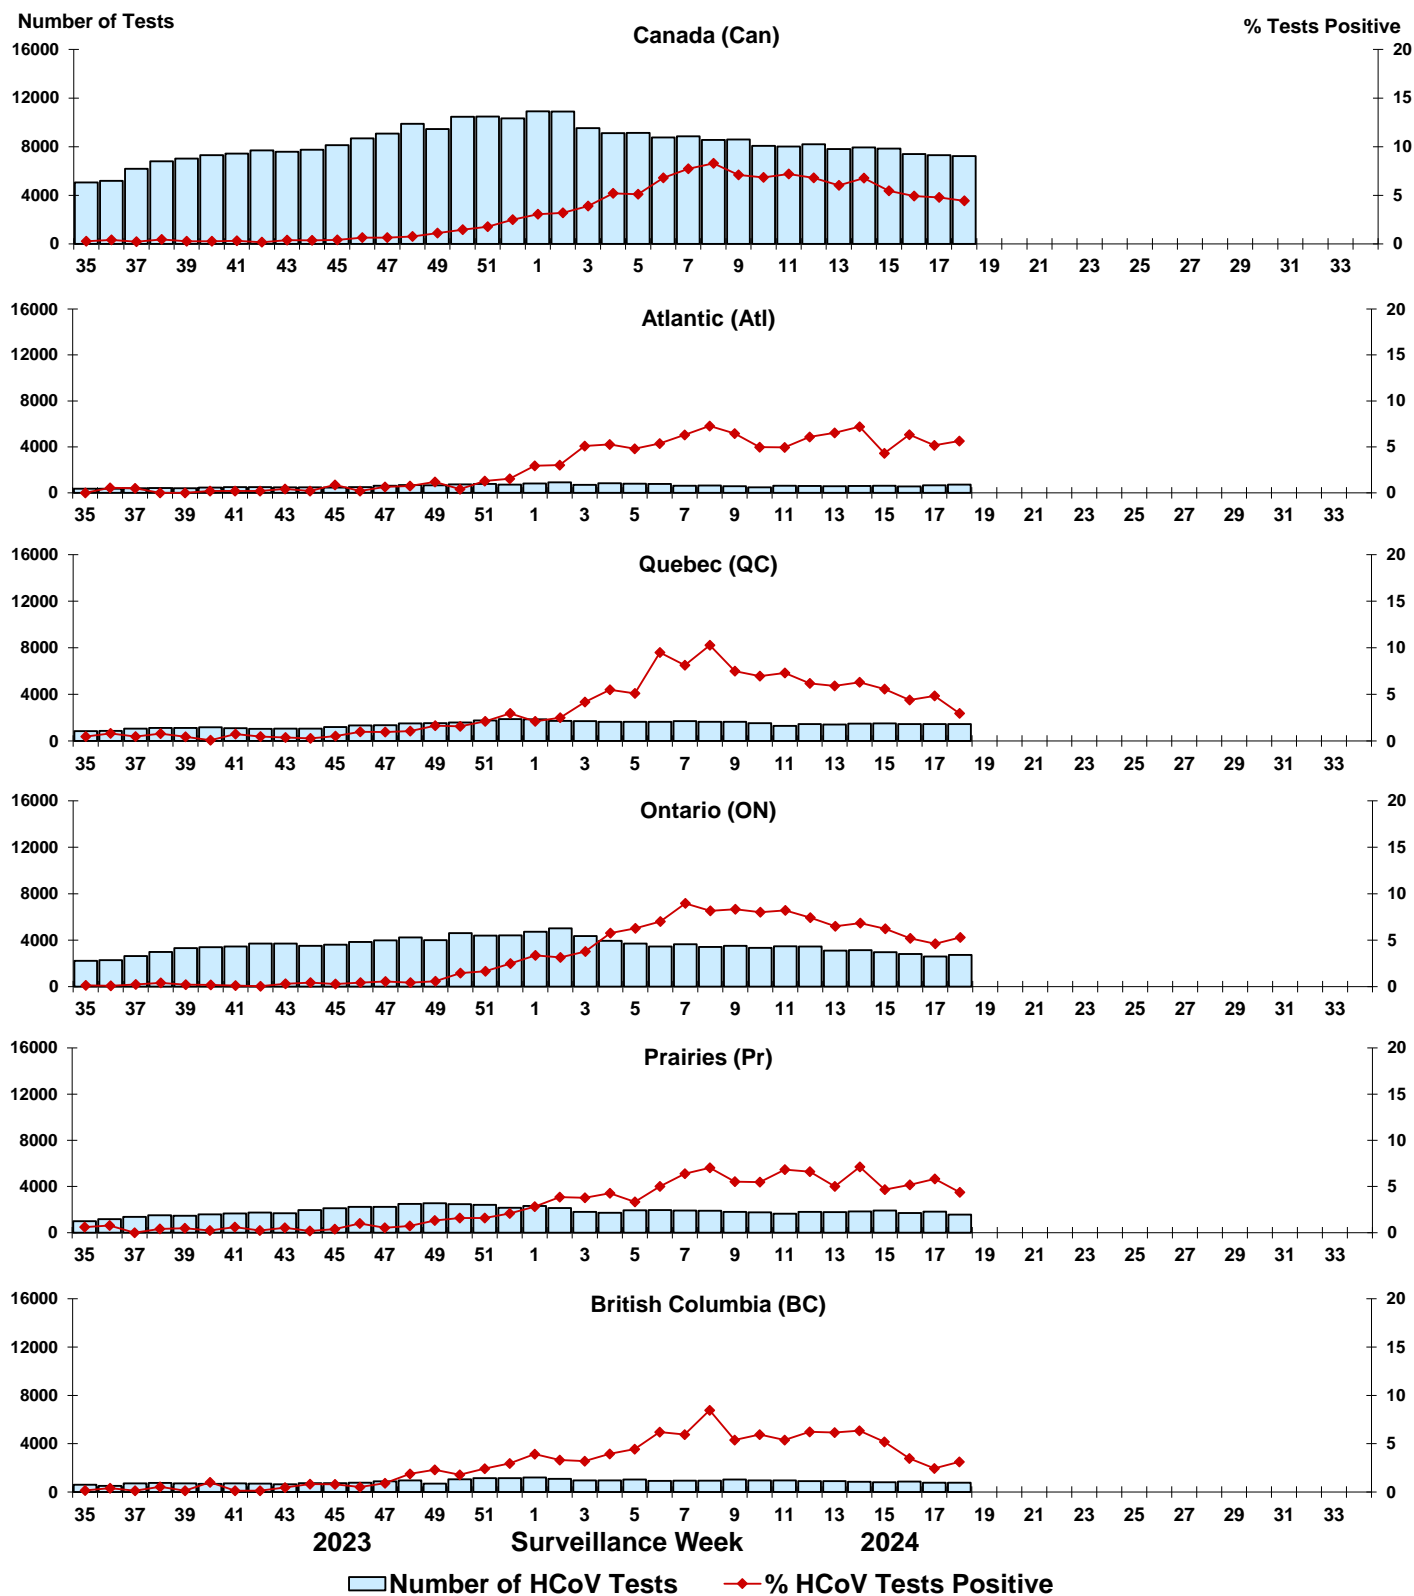 Number of Tests
% Tests Positive
Canada (Can)
16000 20
12000 15
8000 10
4000 5
0 0
35 37 39 41 43 45 47 49 51 1 3 5 7 9 11 13 15 17 19 21 23 25 27 29 31 33
Atlantic (Atl)
16000 20
12000 15
8000 10
4000 5
0 0
35 37 39 41 43 45 47 49 51 1 3 5 7 9 11 13 15 17 19 21 23 25 27 29 31 33
Quebec (QC)
16000 20
12000 15
8000 10
4000 5
0 0
35 37 39 41 43 45 47 49 51 1 3 5 7 9 11 13 15 17 19 21 23 25 27 29 31 33
Ontario (ON)
16000 20
12000 15
8000 10
4000 5
0 0
35 37 39 41 43 45 47 49 51 1 3 5 7 9 11 13 15 17 19 21 23 25 27 29 31 33
Prairies (Pr)
16000 20
12000 15
8000 10
4000 5
0 0
35 37 39 41 43 45 47 49 51 1 3 5 7 9 11 13 15 17 19 21 23 25 27 29 31 33
British Columbia (BC)
16000 20
12000 15
8000 10
4000 5
0 0
35 37 39 41 43 45 47 49 51 1 3 5 7 9 11 13 15 17 19 21 23 25 27 29 31 33
2023 Surveillance Week 2024
Number of HCoV Tests % HCoV Tests Positive